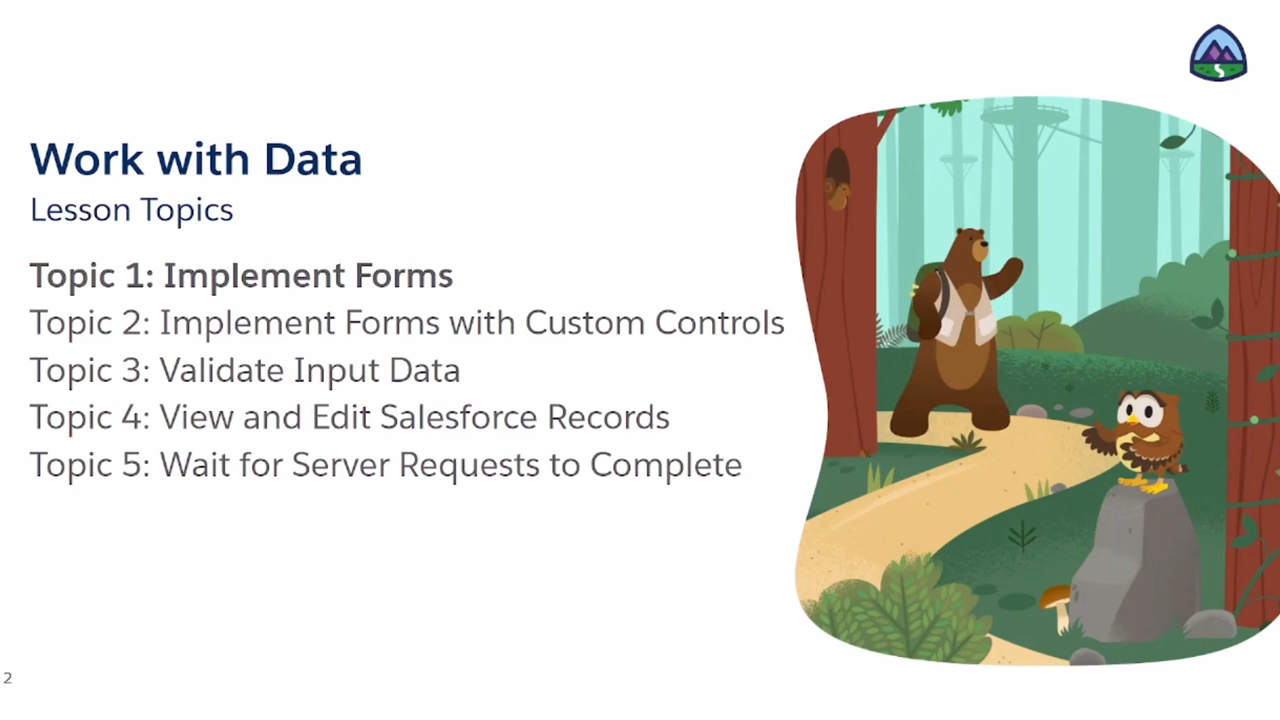 Work with Data
Lesson Topics
Topic 1: Implement Forms
Topic 2: Implement Forms with Custom Controls
Topic 3: Validate Input Data
Topic 4: View and Edit Salesforce Records
Topic 5: Wait for Server Requests to Complete
2